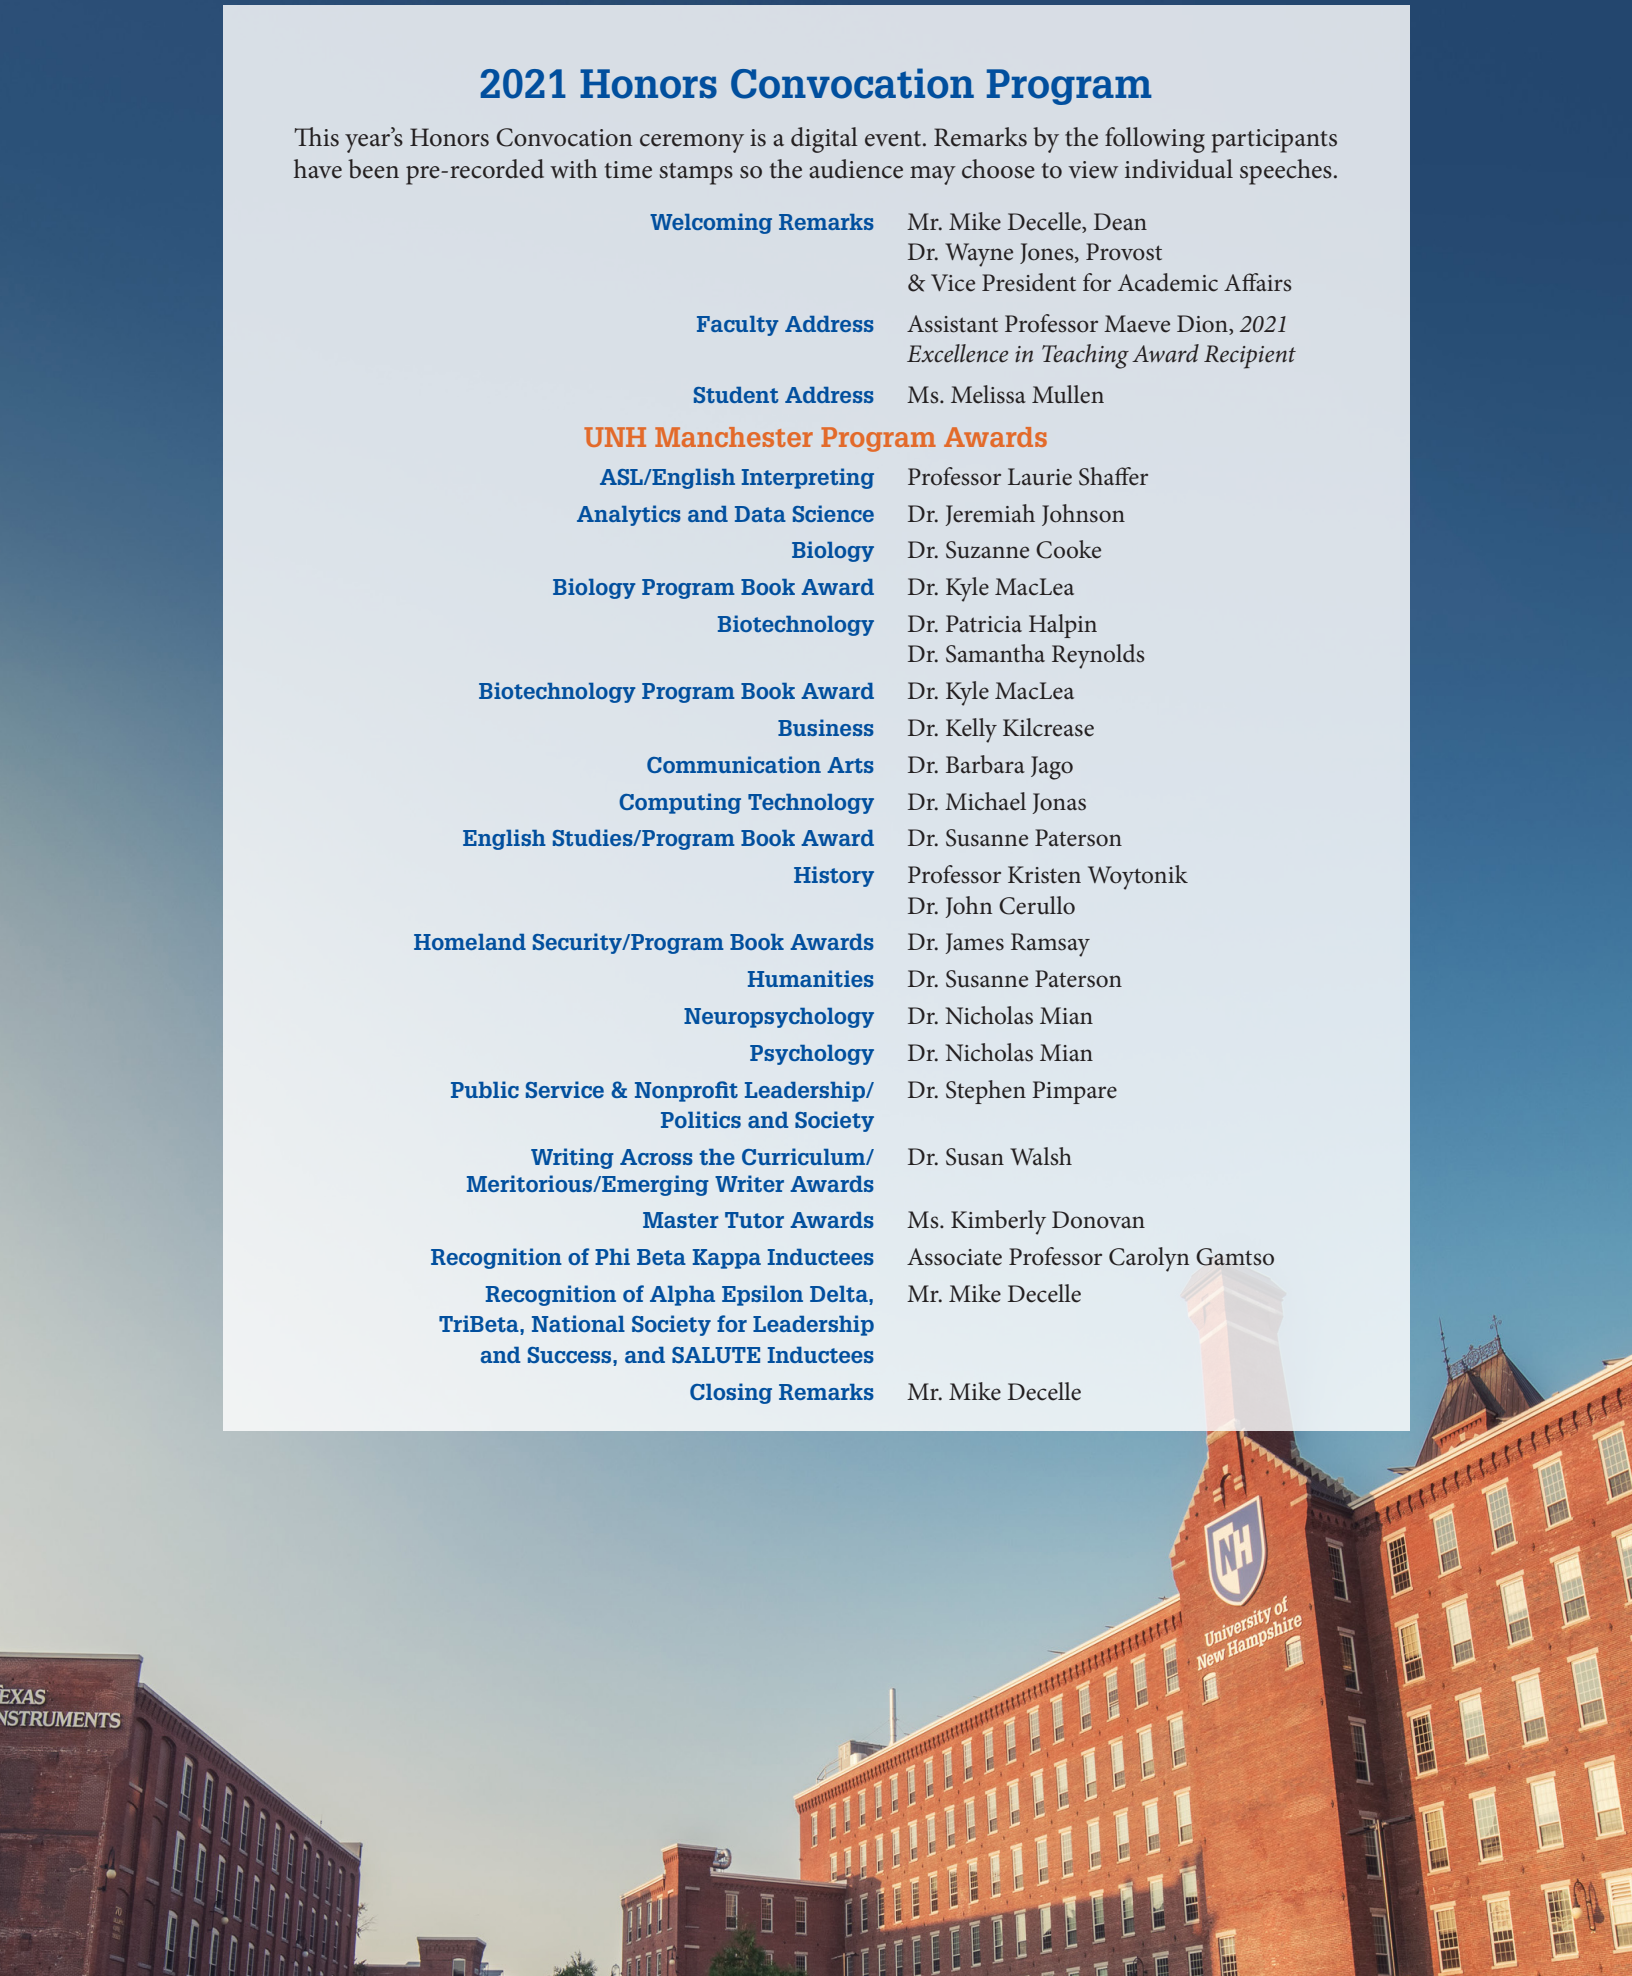 2021 Honors Convocation Program
This year’s Honors Convocation ceremony is a digital event. Remarks by the following participants
have been pre-recorded with time stamps so the audience may choose to view individual speeches.
Welcoming Remarks Mr. Mike Decelle, Dean
Dr. Wayne Jones, Provost
& Vice President for Academic Affairs
Faculty Address Assistant Professor Maeve Dion, 2021
Excellence in Teaching Award Recipient
Student Address Ms. Melissa Mullen
UNH Manchester Program Awards
ASL/English Interpreting Professor Laurie Shaffer
Analytics and Data Science Dr. Jeremiah Johnson
Biology Dr. Suzanne Cooke
Biology Program Book Award Dr. Kyle MacLea
Biotechnology Dr. Patricia Halpin
Dr. Samantha Reynolds
Biotechnology Program Book Award Dr. Kyle MacLea
Business Dr. Kelly Kilcrease
Communication Arts Dr. Barbara Jago
Computing Technology Dr. Michael Jonas
English Studies/Program Book Award Dr. Susanne Paterson
History Professor Kristen Woytonik
Dr. John Cerullo
Homeland Security/Program Book Awards Dr. James Ramsay
Humanities Dr. Susanne Paterson
Neuropsychology Dr. Nicholas Mian
Psychology Dr. Nicholas Mian
Public Service & Nonprofit Leadership/ Dr. Stephen Pimpare
Politics and Society
Writing Across the Curriculum/ Dr. Susan Walsh
Meritorious/Emerging Writer Awards
Master Tutor Awards Ms. Kimberly Donovan
Recognition of Phi Beta Kappa Inductees Associate Professor Carolyn Gamtso
Recognition of Alpha Epsilon Delta, Mr. Mike Decelle
TriBeta, National Society for Leadership
and Success, and SALUTE Inductees
Closing Remarks Mr. Mike Decelle
NH
University of
New Hampshire
EXAS
NSTRUMENTS